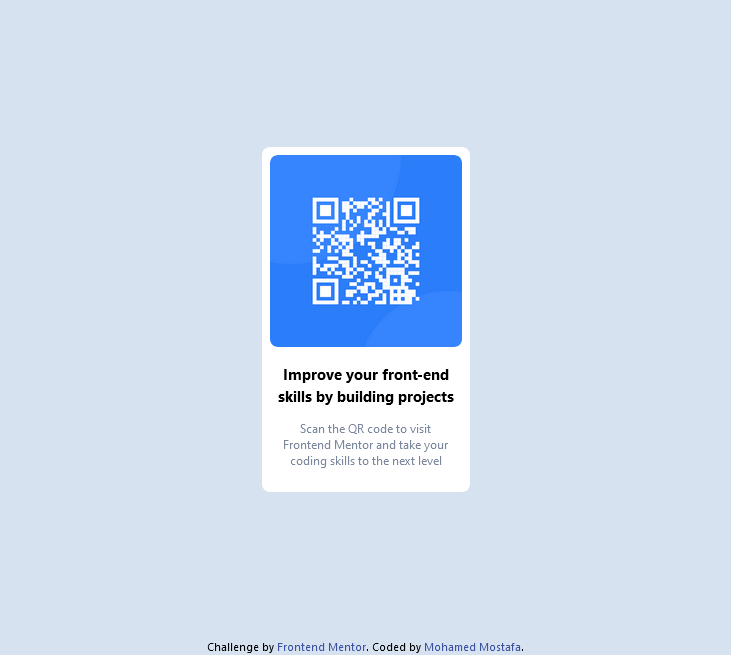 Improve your front-end
skills by building projects
Scan the QR code to visit
Frontend Mentor and take your
coding skills to the next level
Challenge by Frontend Mentor. Coded by Mohamed Mostafa.